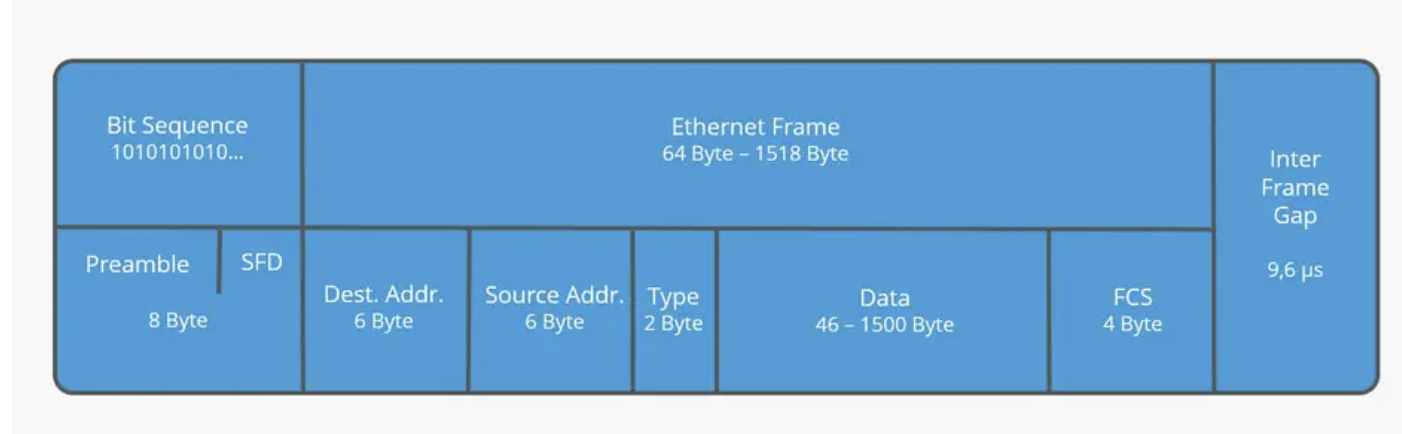 Bit Sequence
1010101010...
Ethernet Frame
64 Byte – 1518 Byte
Inter
Frame
Gap
9,6 µs
Preamble
SFD
8 Byte
Dest. Addr.
6 Byte
Source Addr.
6 Byte
Type
2 Byte
Data
46 – 1500 Byte
FCS
4 Byte